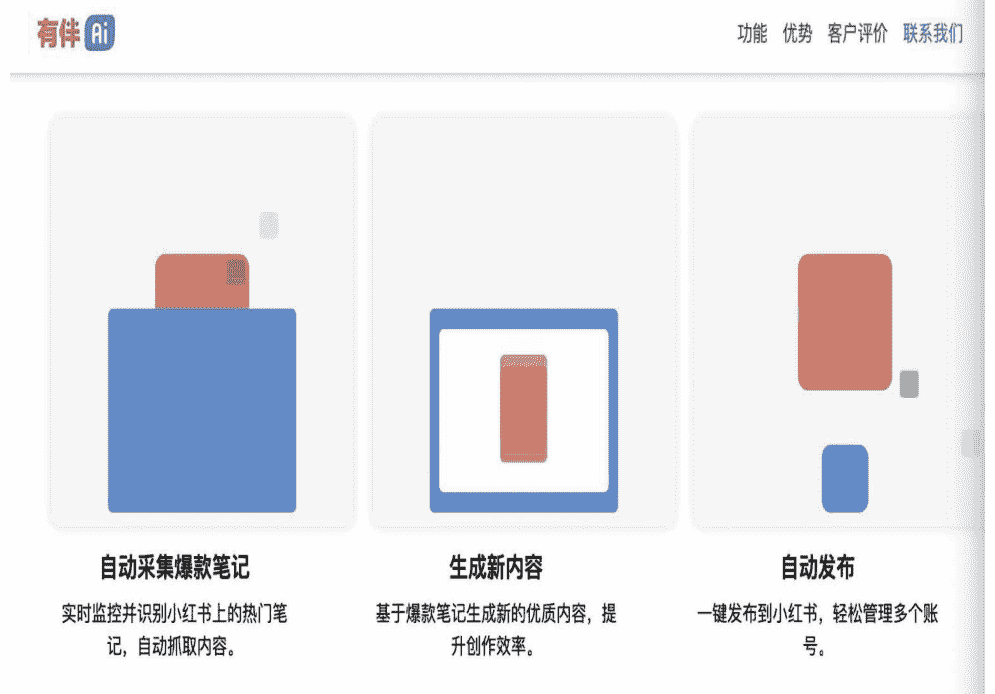 有伴 Ai
功能 优势 客户评价 联系我们
自动采集爆款笔记
实时监控并识别小红书上的热门笔
记，自动抓取内容。
生成新内容
基于爆款笔记生成新的优质内容，提
升创作效率。
自动发布
一键发布到小红书，轻松管理多个账
号。